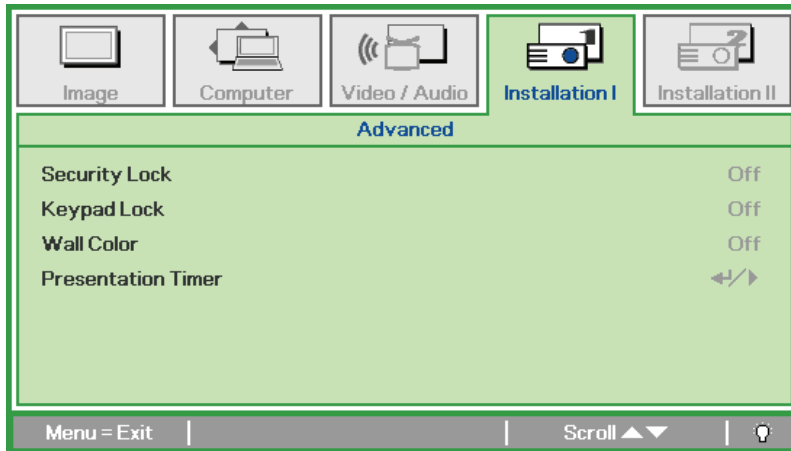 Image Computer Video / Audio Installation I Installation II
Advanced
Security Lock Off
Keypad Lock Off
Wall Color Off
Presentation Timer
Menu = Exit Scroll